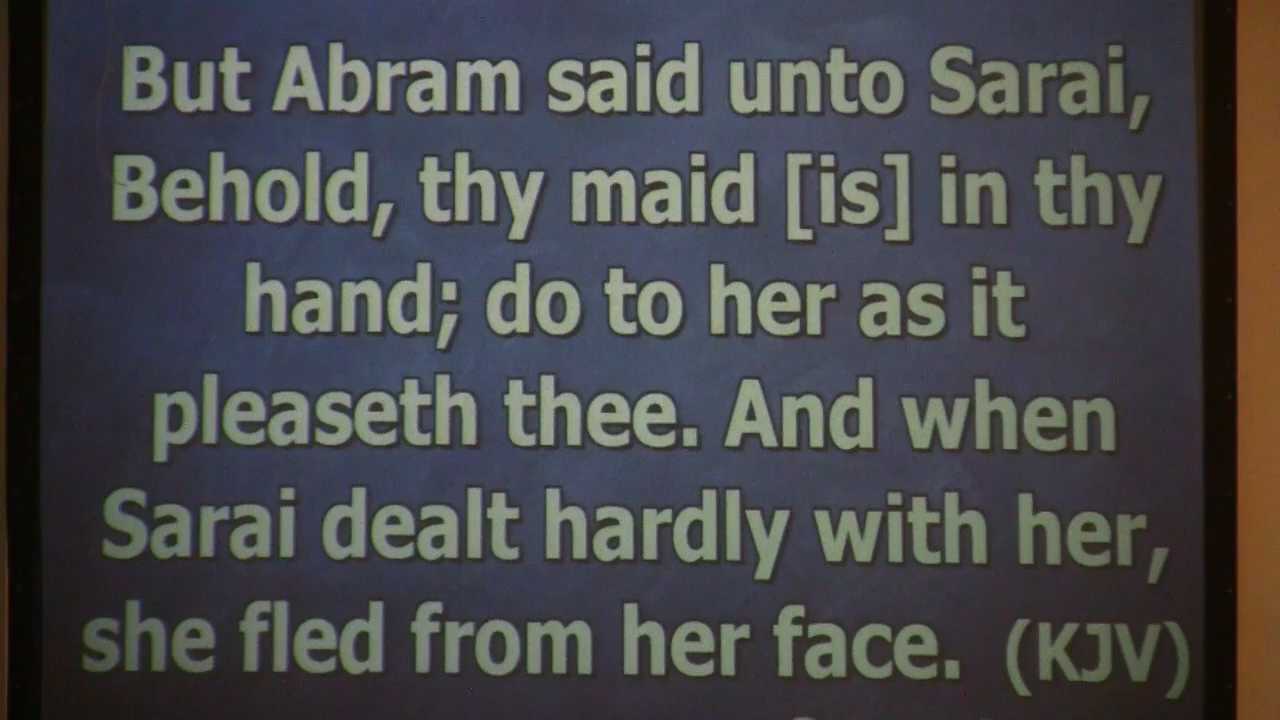 But Abram said unto Sarai,
Behold, thy maid [is] in thy
hand; do to her as it
pleaseth thee. And when
Sarai dealt hardly with her,
she fled from her face. (KJV)